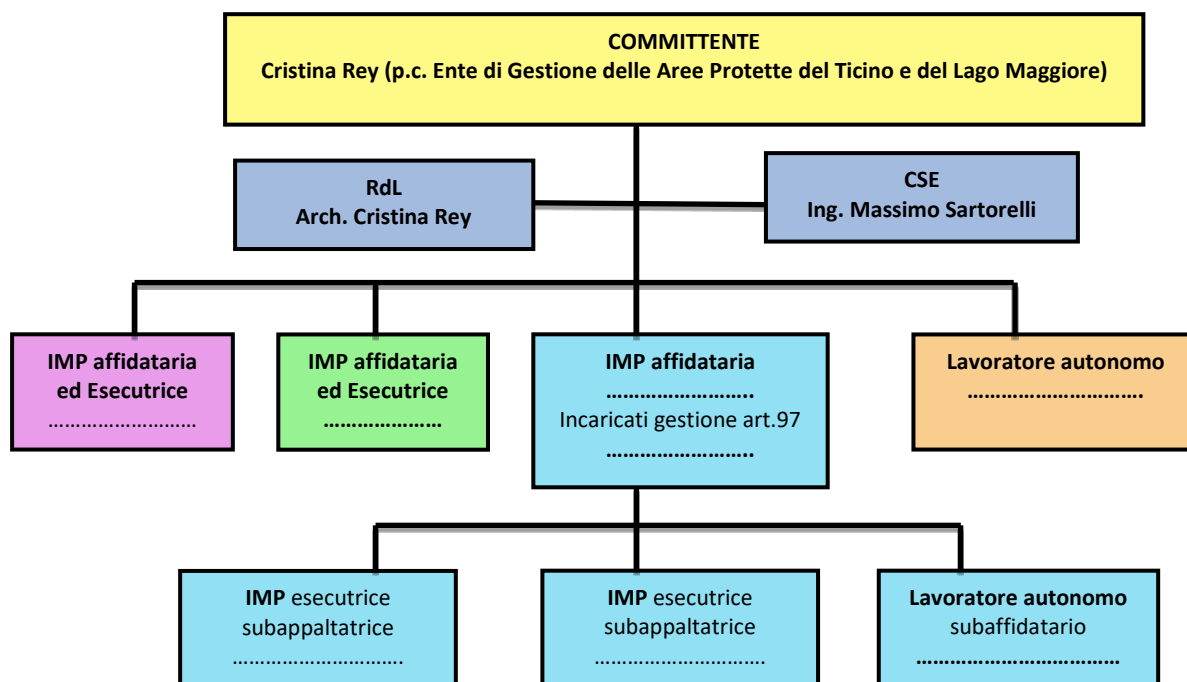 COMMITTENTE
Cristina Rey (p.c. Ente di Gestione delle Aree Protette del Ticino e del Lago Maggiore)
RdL
Arch. Cristina Rey
CSE
Ing. Massimo Sartorelli
IMP affidataria
ed Esecutrice
………………………
IMP affidataria
ed Esecutrice
…………………
IMP affidataria
……………………..
Incaricati gestione art.97
……………………..
Lavoratore autonomo
………………………….
IMP esecutrice
subappaltatrice
………………………….
IMP esecutrice
subappaltatrice
………………………….
Lavoratore autonomo
subaffidatario
………………………………